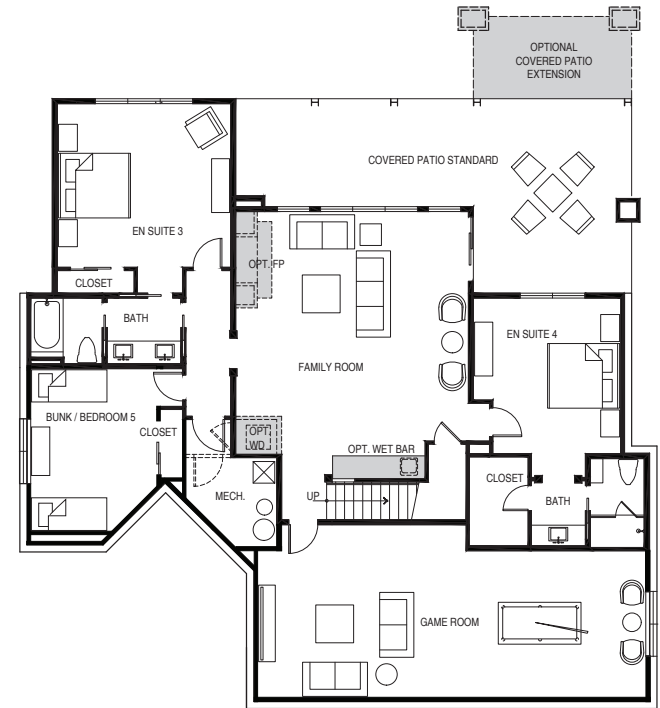 OPTIONAL
COVERED PATIO
EXTENSION
COVERED PATIO STANDARD
EN SUITE 3
OPT. FP
CLOSET
BATH
EN SUITE 4
FAMILY ROOM
BUNK / BEDROOM 5
CLOSET
OPT.
WD
OPT. WET BAR
CLOSET
MECH.
UP
BATH
GAME ROOM